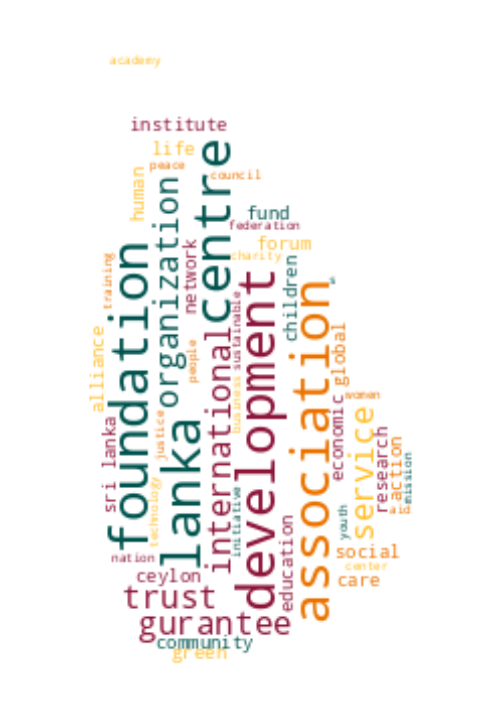 academy
institute
life
peace
council
human
centre
organization
fund
federation
forum
charity
network
foundation
training
children
development
sustainable
association
international
people
alliance
global
business
women
economic
service
justice
lanka
sri lanka
research
action
mission
technology
initiative
youth
education
nation
social
center
ceylon
care
trust
gurantee
community
green